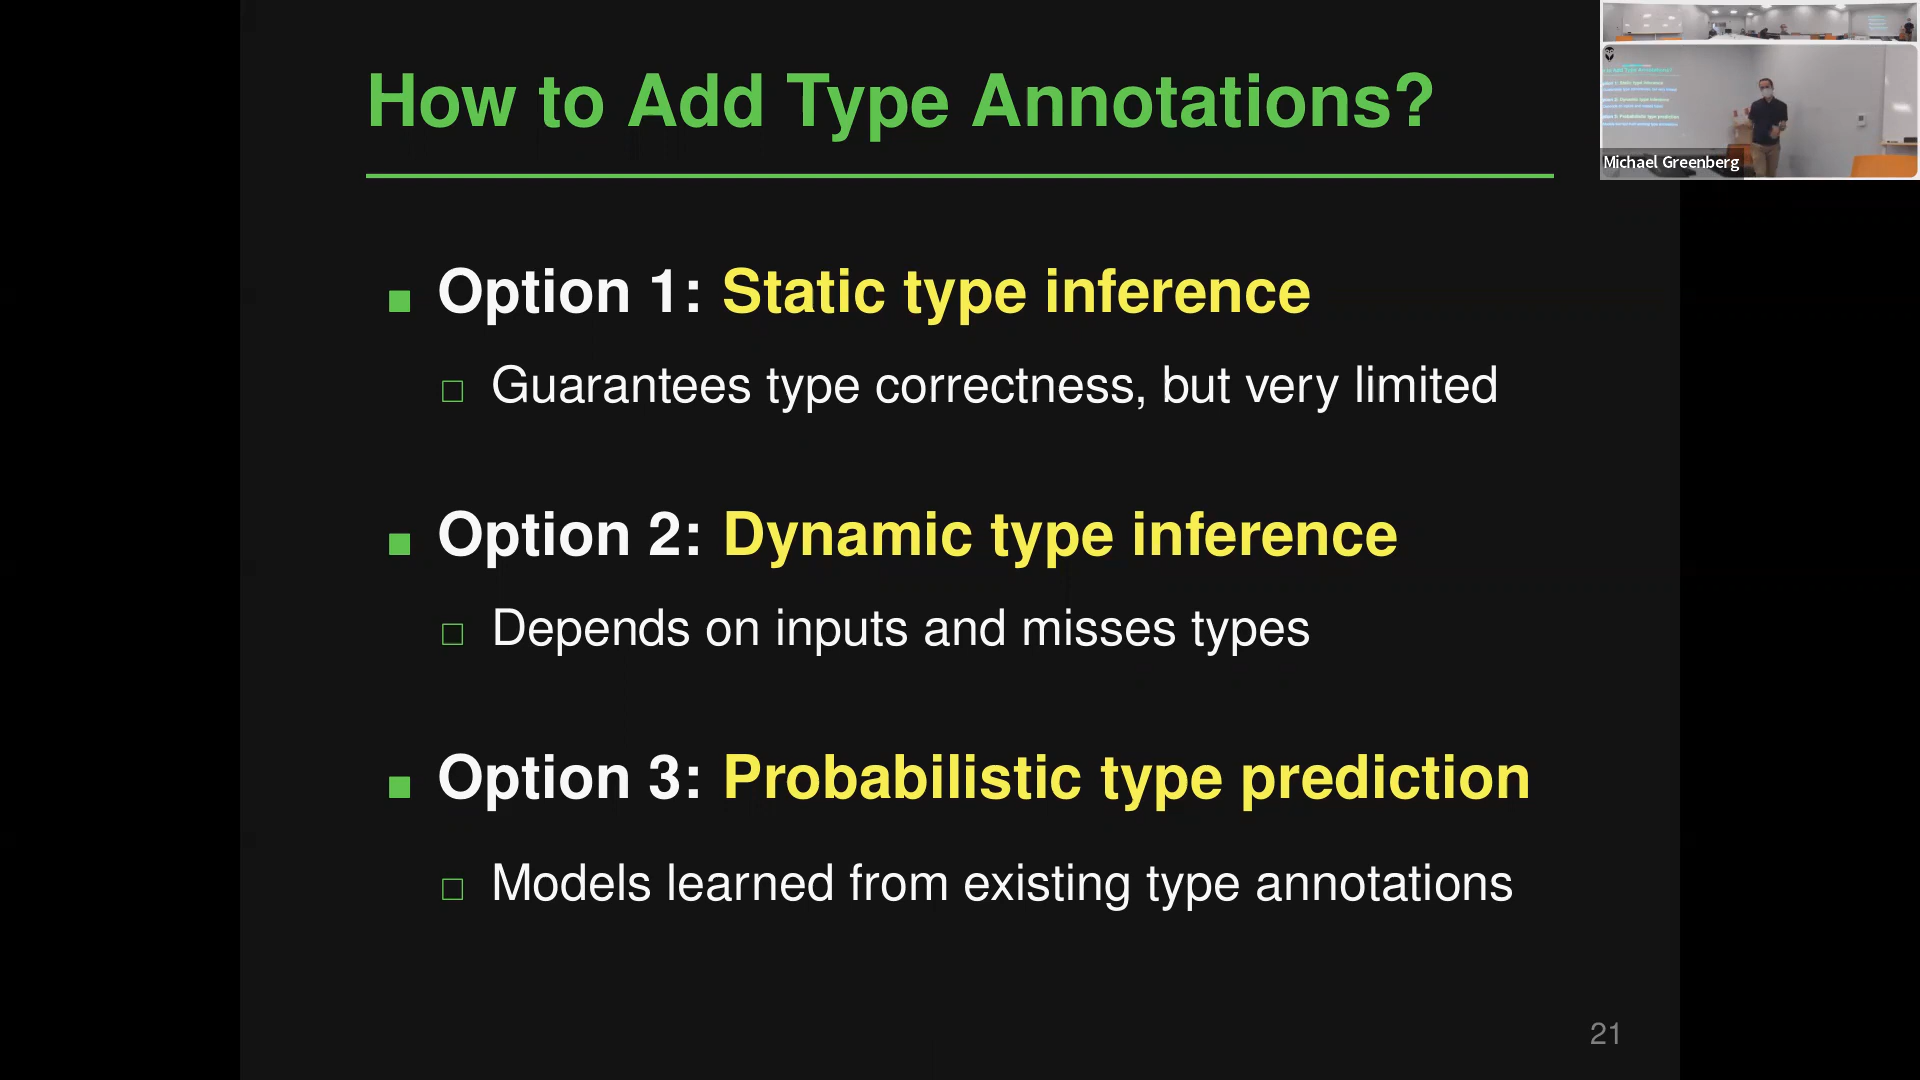 How to Add Type Annotations?
Option 1: Static type inference
Guarantees type correctness, but very limited
Option 2: Dynamic type inference
Depends on inputs and misses types
Option 3: Probabilistic type prediction
Models learned from existing type annotations
21
Michael Greenberg